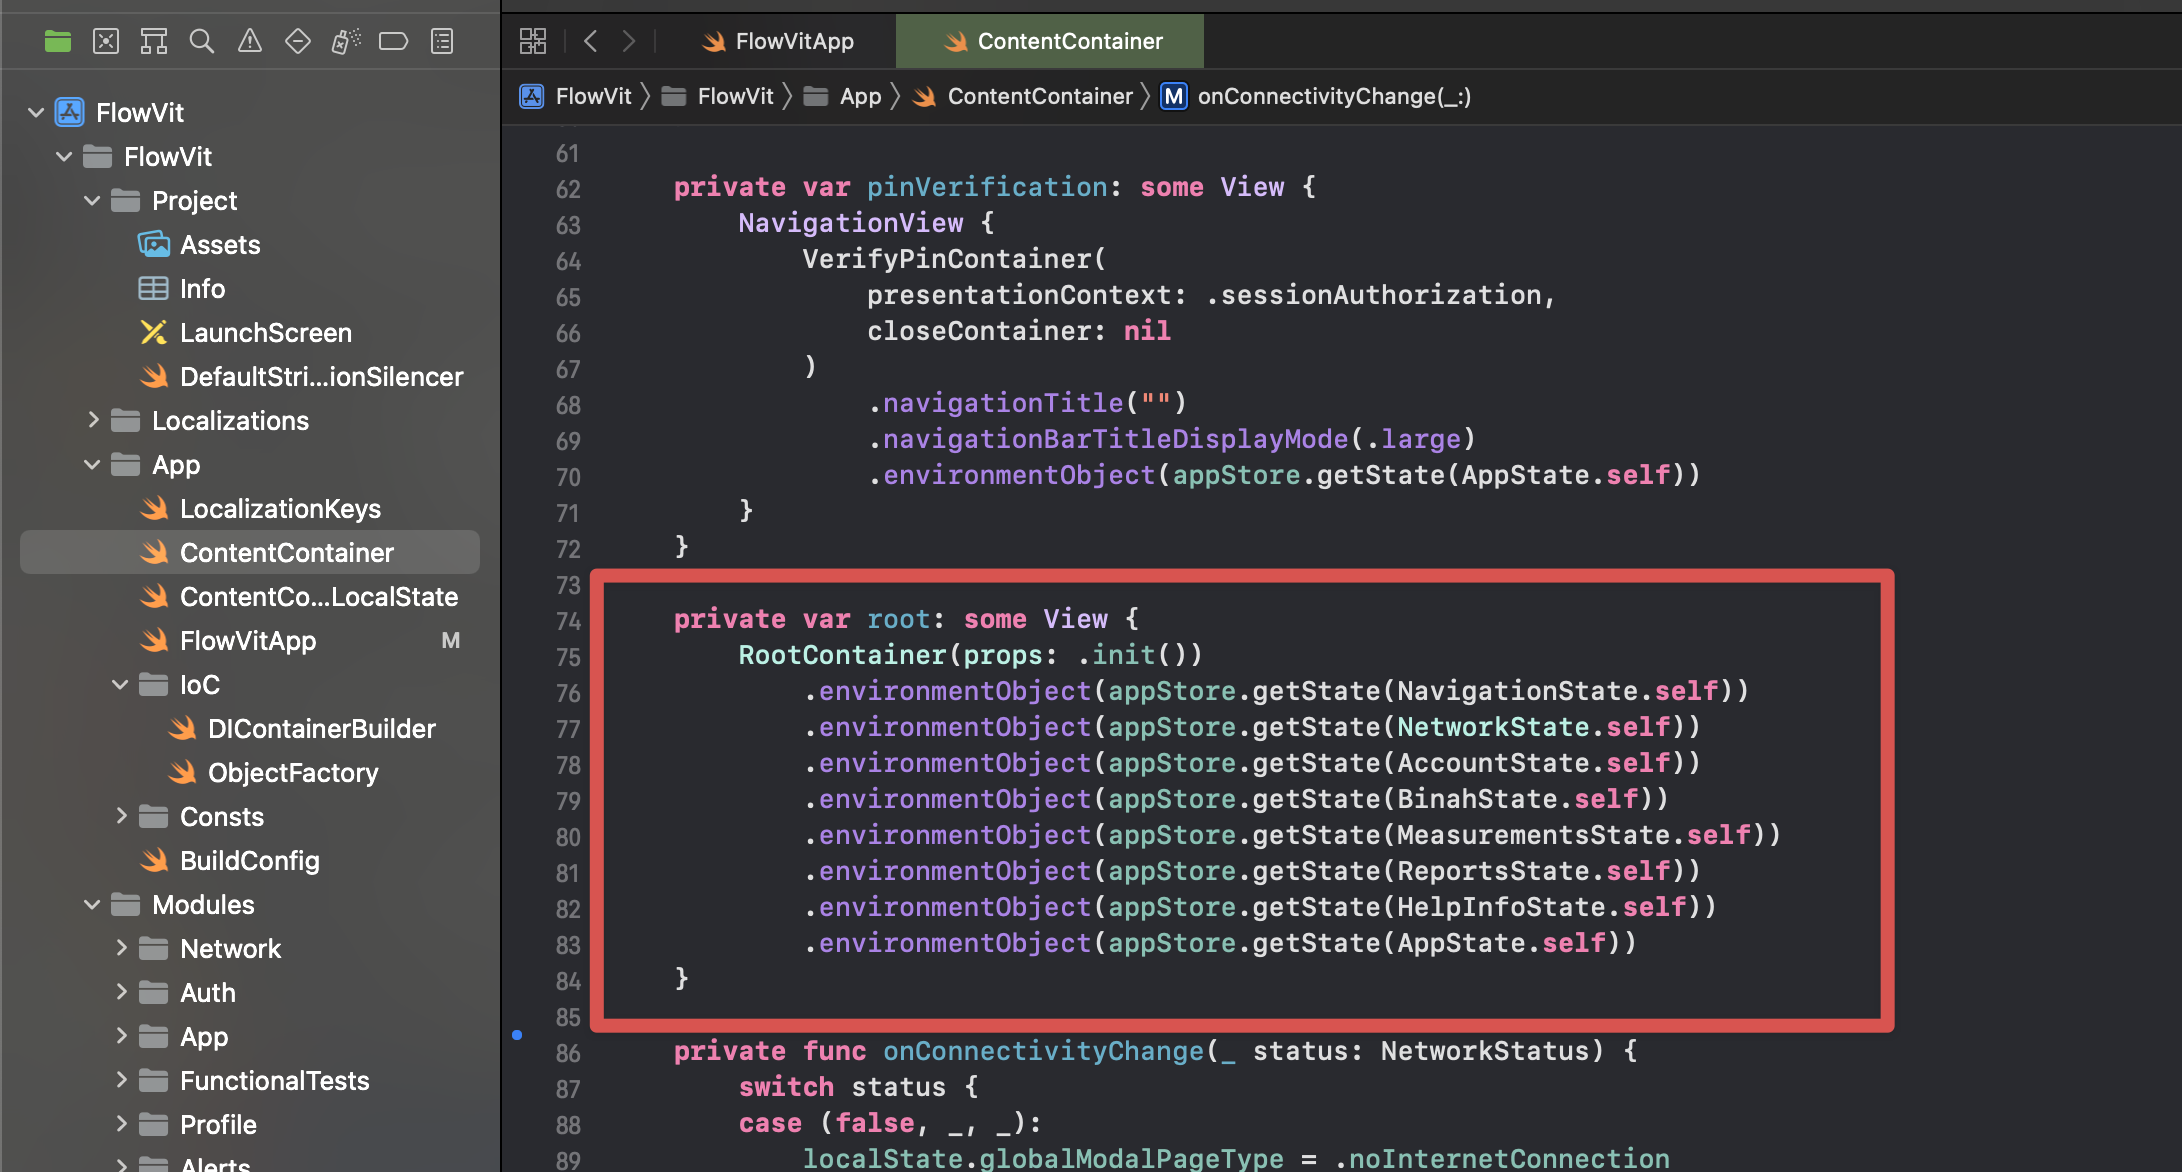 FlowVitApp
ContentContainer
FlowVit
FlowVit
App
ContentContainer
M
onConnectivityChange(_:)
FlowVit
FlowVit
Project
Assets
Info
LaunchScreen
DefaultStri...ionSilencer
Localizations
App
LocalizationKeys
ContentContainer
ContentCo...LocalState
FlowVitApp M
IoC
DIContainerBuilder
ObjectFactory
Consts
BuildConfig
Modules
Network
Auth
App
FunctionalTests
Profile
Alerts
61
62 private var pinVerification: some View {
63 NavigationView {
64 VerifyPinContainer(
65 presentationContext: .sessionAuthorization,
66 closeContainer: nil
67 )
68 .navigationTitle("")
69 .navigationBarTitleDisplayMode(.large)
70 .environmentObject(appStore.getState(AppState.self))
71 }
72 }
73
74 private var root: some View {
75 RootContainer(props: .init())
76 .environmentObject(appStore.getState(NavigationState.self))
77 .environmentObject(appStore.getState(NetworkState.self))
78 .environmentObject(appStore.getState(AccountState.self))
79 .environmentObject(appStore.getState(BinahState.self))
80 .environmentObject(appStore.getState(MeasurementsState.self))
81 .environmentObject(appStore.getState(ReportsState.self))
82 .environmentObject(appStore.getState(HelpInfoState.self))
83 .environmentObject(appStore.getState(AppState.self))
84 }
85
86 private func onConnectivityChange(_ status: NetworkStatus) {
87 switch status {
88 case (false, _, _):
89 localState.globalModalPageType = .noInternetConnection